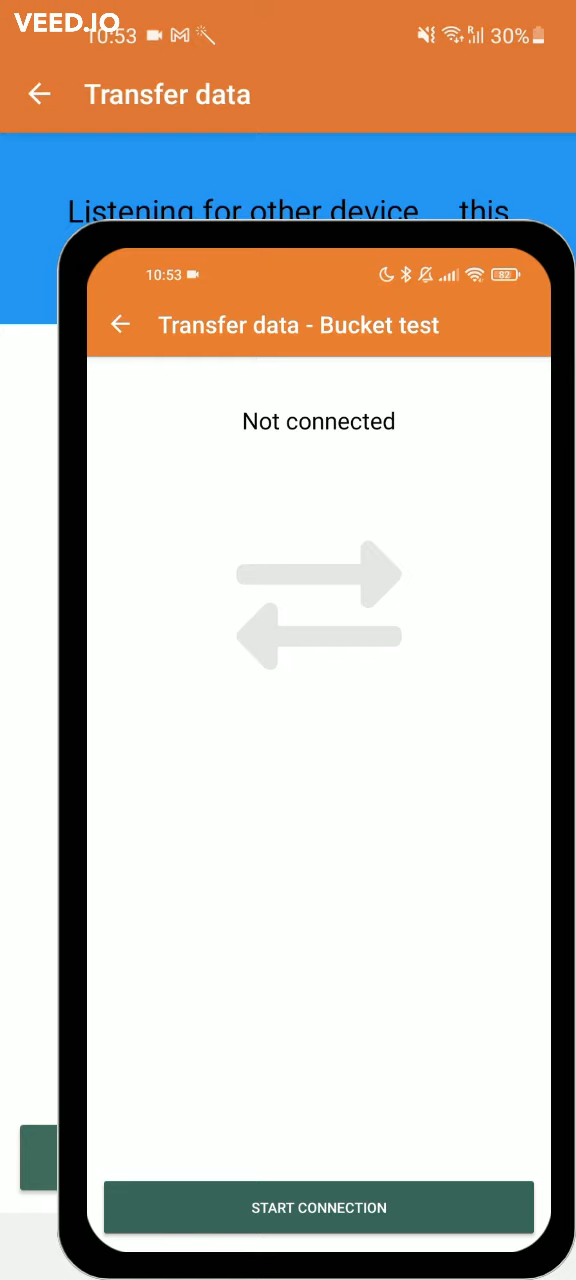 VEED.IO
10:53
30%
Transfer data
Listening for other device this
10:53
82
Transfer data - Bucket test
Not connected
START CONNECTION